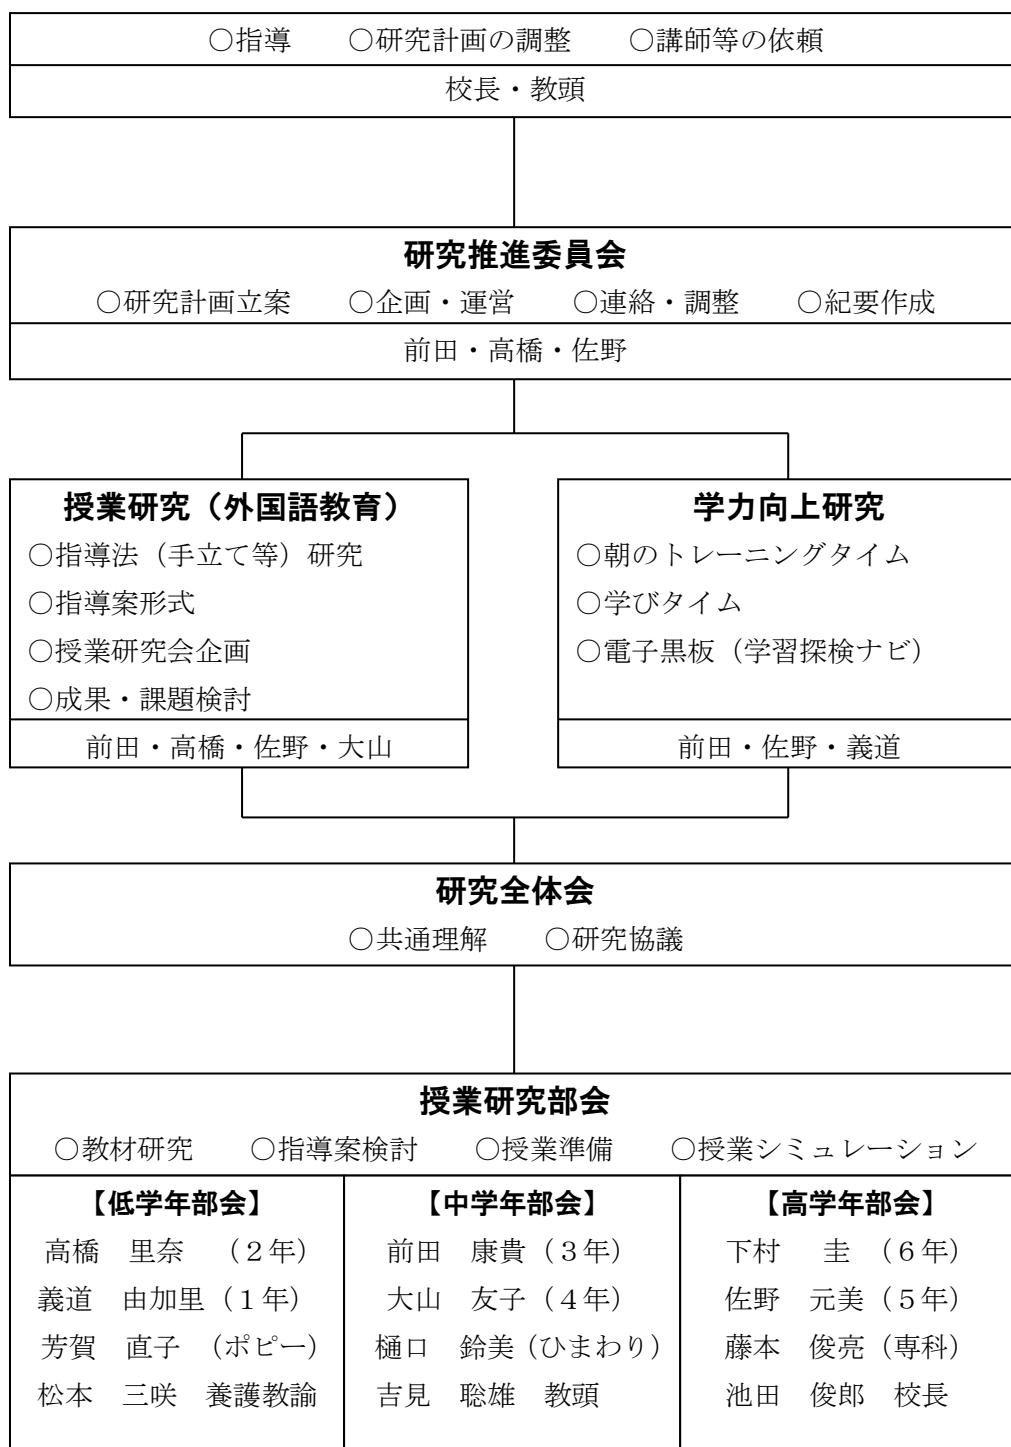 ○指導　　○研究計画の調整　　○講師等の依頼
校長・教頭
研究推進委員会
○研究計画立案　　○企画・運営　　○連絡・調整　　○紀要作成
前田・高橋・佐野
授業研究（外国語教育）
○指導法（手立て等）研究
○指導案形式
○授業研究会企画
○成果・課題検討
前田・高橋・佐野・大山
学力向上研究
○朝のトレーニングタイム
○学びタイム
○電子黒板（学習探検ナビ）
前田・佐野・義道
研究全体会
○共通理解　　○研究協議
授業研究部会
○教材研究　　○指導案検討　　○授業準備　　○授業シミュレーション
【低学年部会】
高橋　里奈　（２年）
義道　由加里（１年）
芳賀　直子　（ポピー）
松本　三咲　養護教諭
【中学年部会】
前田　康貴（３年）
大山　友子（４年）
樋口　鈴美（ひまわり）
吉見　聡雄　教頭
【高学年部会】
下村　圭　（６年）
佐野　元美（５年）
藤本　俊亮（専科）
池田　俊郎　校長